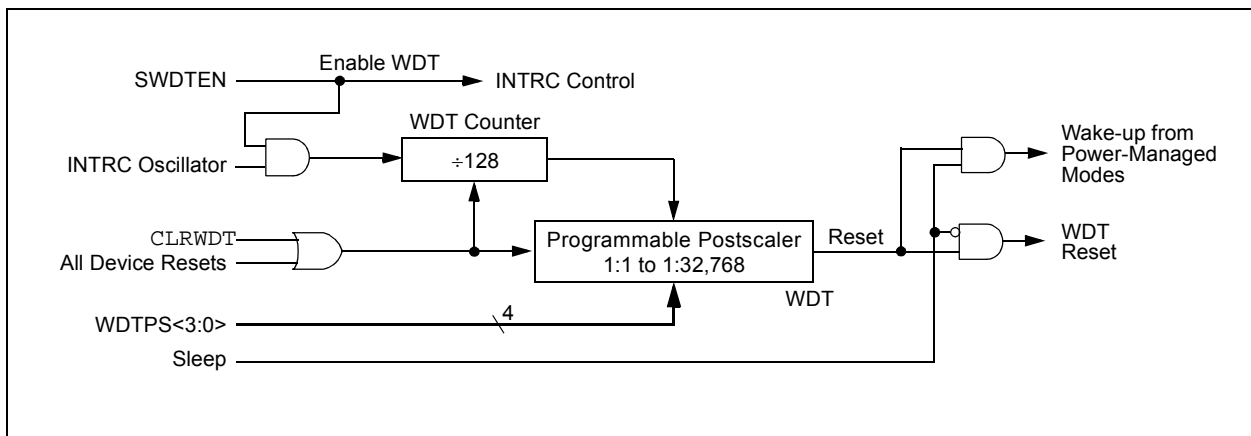 Enable WDT
SWDTEN
INTRC Control
WDT Counter
INTRC Oscillator
÷128
Wake-up from
Power-Managed
Modes
CLRWDT
All Device Resets
Programmable Postscaler
1:1 to 1:32,768
Reset
WDT
Reset
WDT
4
WDTPS<3:0>
Sleep